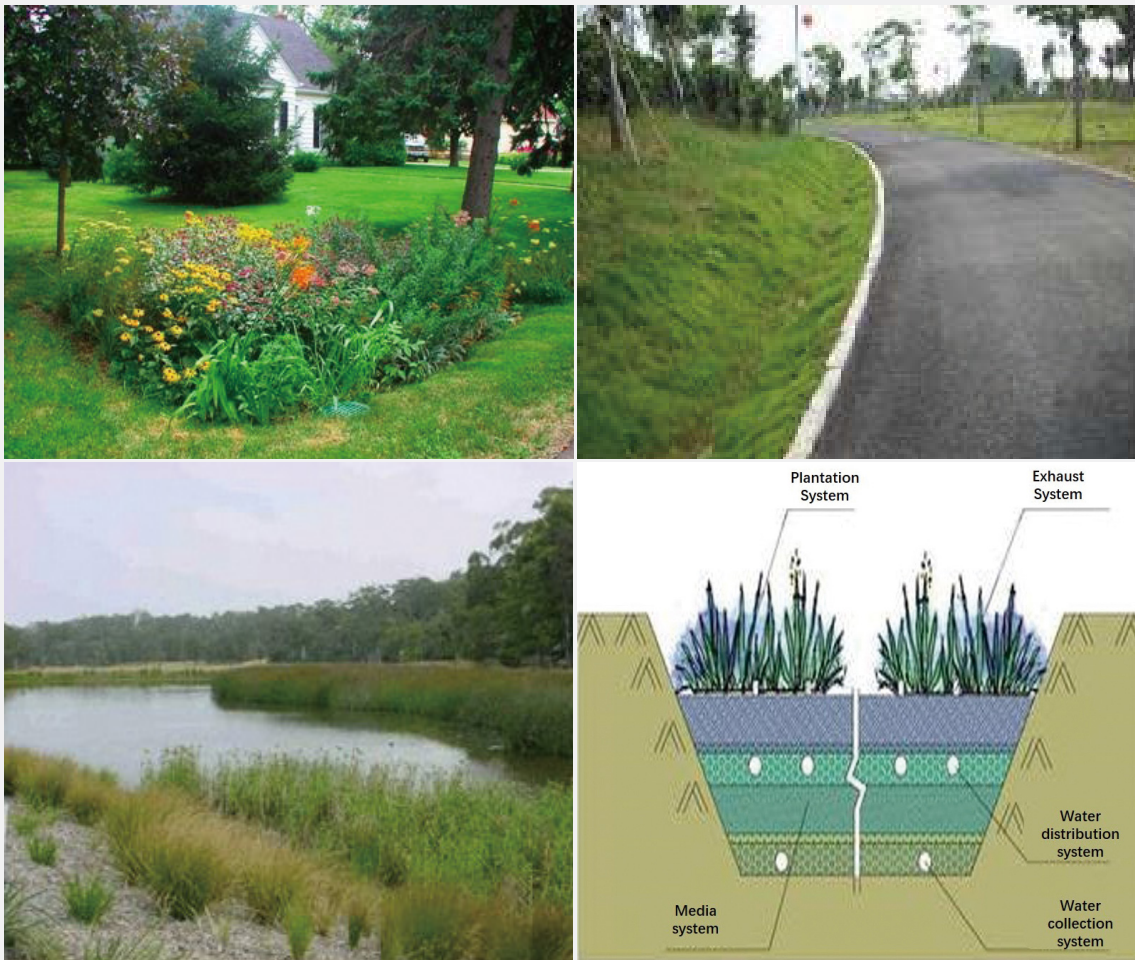 Plantation
System
Exhaust
System
Water
distribution
system
Media
system
Water
collection
system